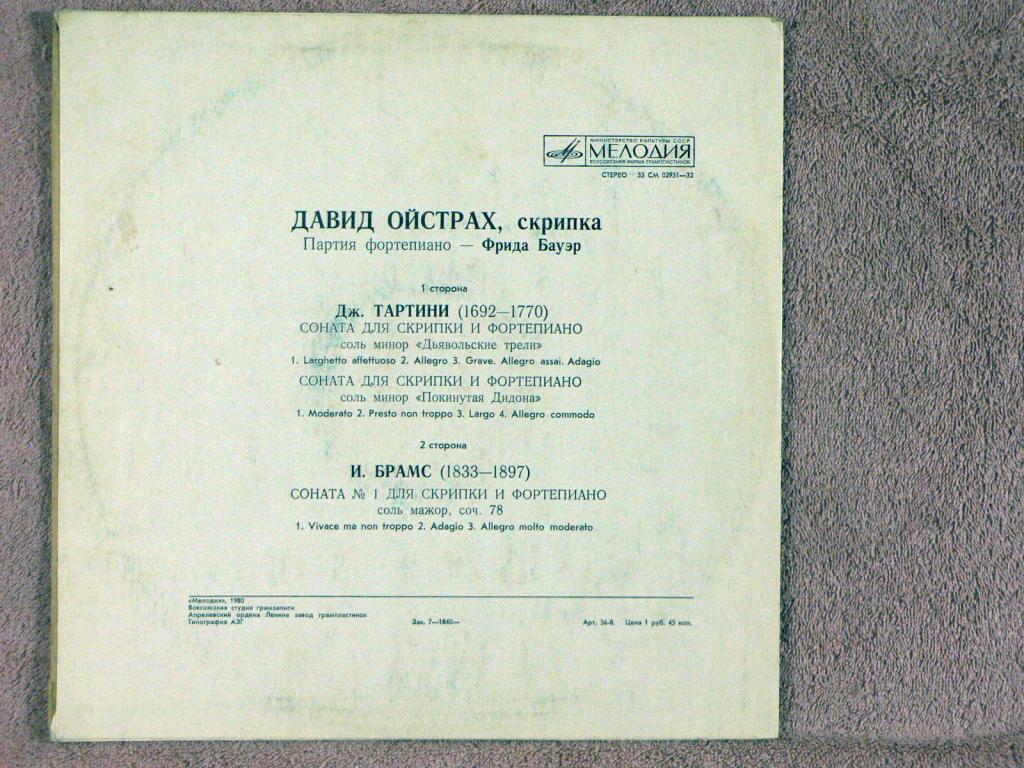 МИНИСТЕРСТВО КУЛЬТУРЫ СССР
МЕЛОДИЯ
ВСЕСОЮЗНАЯ ФИРМА ГРАМПЛАСТИНОК
СТЕРЕО 33 СМ 02931—32
ДАВИД ОЙСТРАХ, скрипка
Партия фортепиано — Фрида Бауэр
1 сторона
Дж. ТАРТИНИ (1692—1770)
СОНАТА ДЛЯ СКРИПКИ И ФОРТЕПИАНО
соль минор «Дьявольские трели»
1. Larghetto affettuoso 2. Allegro 3. Grave. Allegro assai. Adagio
СОНАТА ДЛЯ СКРИПКИ И ФОРТЕПИАНО
соль минор «Покинутая Дидона»
1. Moderato 2. Presto non troppo 3. Largo 4. Allegro commodo
2 сторона
И. БРАМС (1833—1897)
СОНАТА № 1 ДЛЯ СКРИПКИ И ФОРТЕПИАНО
соль мажор, соч. 78
1. Vivace ma non troppo 2. Adagio 3. Allegro molto moderato
«Мелодия», 1980
Всесоюзная студия грамзаписи
Апрелевский ордена Ленина завод грампластинок
Типография АЗГ Зак. 7—1840— Арт. 36-8. Цена 1 руб. 45 коп.